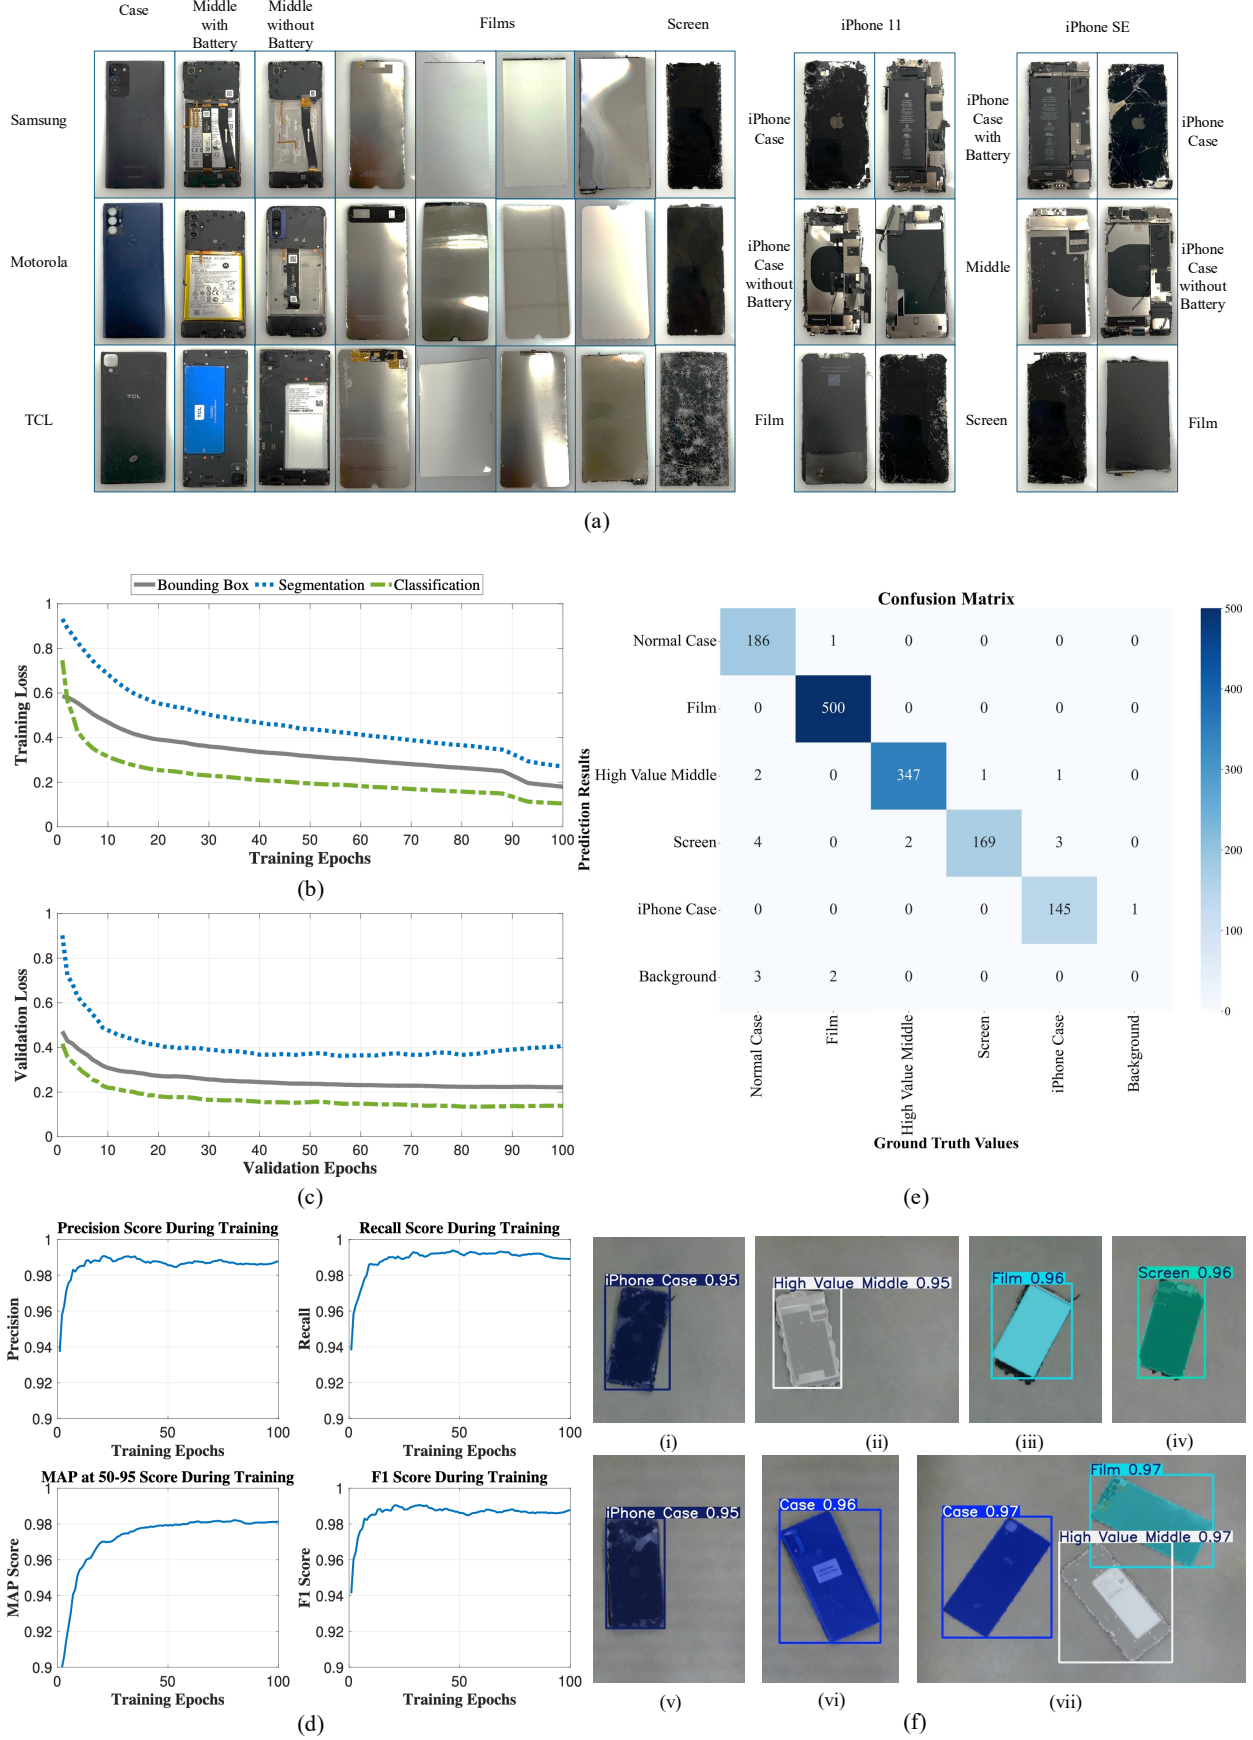 Case
Middle
with
Battery
Middle
without
Battery
Films
Screen
iPhone 11
iPhone SE
Samsung
Motorola
TCL
iPhone
Case
iPhone
Case
without
Battery
Film
iPhone
Case
with
Battery
Middle
Screen
iPhone
Case
iPhone
Case
without
Battery
Film
TCL
TCL
(a)
Bounding Box Segmentation Classification
Training Loss
1
0.8
0.6
0.4
0.2
0
0 10 20 30 40 50 60 70 80 90 100
Training Epochs
(b)
Validation Loss
1
0.8
0.6
0.4
0.2
0
0 10 20 30 40 50 60 70 80 90 100
Validation Epochs
(c)
Confusion Matrix
Prediction Results
Normal Case 186 1 0 0 0 0
Film 0 500 0 0 0 0
High Value Middle 2 0 347 1 1 0
Screen 4 0 2 169 3 0
iPhone Case 0 0 0 0 145 1
Background 3 2 0 0 0 0
Normal Case
Film
High Value Middle
Screen
iPhone Case
Background
Ground Truth Values
500
400
300
200
100
0
(e)
Precision Score During Training
Precision
1
0.98
0.96
0.94
0.92
0.9
0 50 100
Training Epochs
Recall Score During Training
Recall
1
0.98
0.96
0.94
0.92
0.9
0 50 100
Training Epochs
MAP at 50-95 Score During Training
MAP Score
1
0.98
0.96
0.94
0.92
0.9
0 50 100
Training Epochs
F1 Score During Training
F1 Score
1
0.98
0.96
0.94
0.92
0.9
0 50 100
Training Epochs
(d)
iPhone Case 0.95
(i)
High Value Middle 0.95
(ii)
Film 0.96
(iii)
Screen 0.96
(iv)
iPhone Case 0.95
(v)
Case 0.96
(vi)
Case 0.97
Film 0.97
High Value Middle 0.97
(vii)
(f)